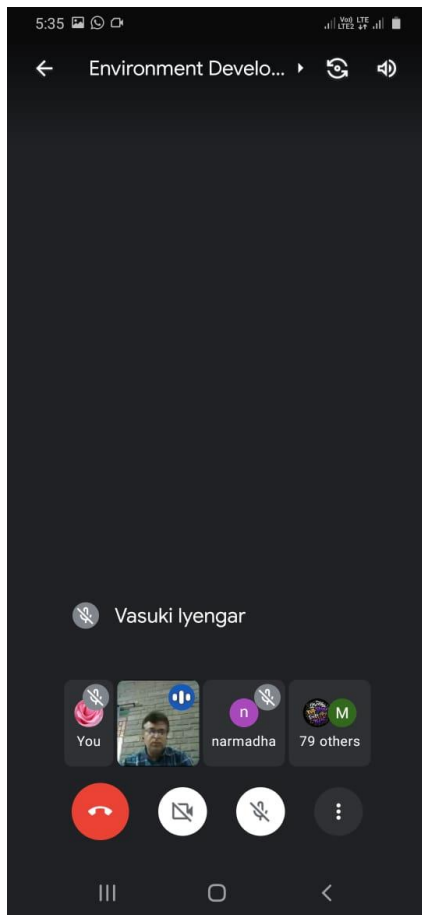 5:35 Vo)) LTE LTE2
Environment Develo...
Vasuki Iyengar
You
n
narmadha
M
79 others